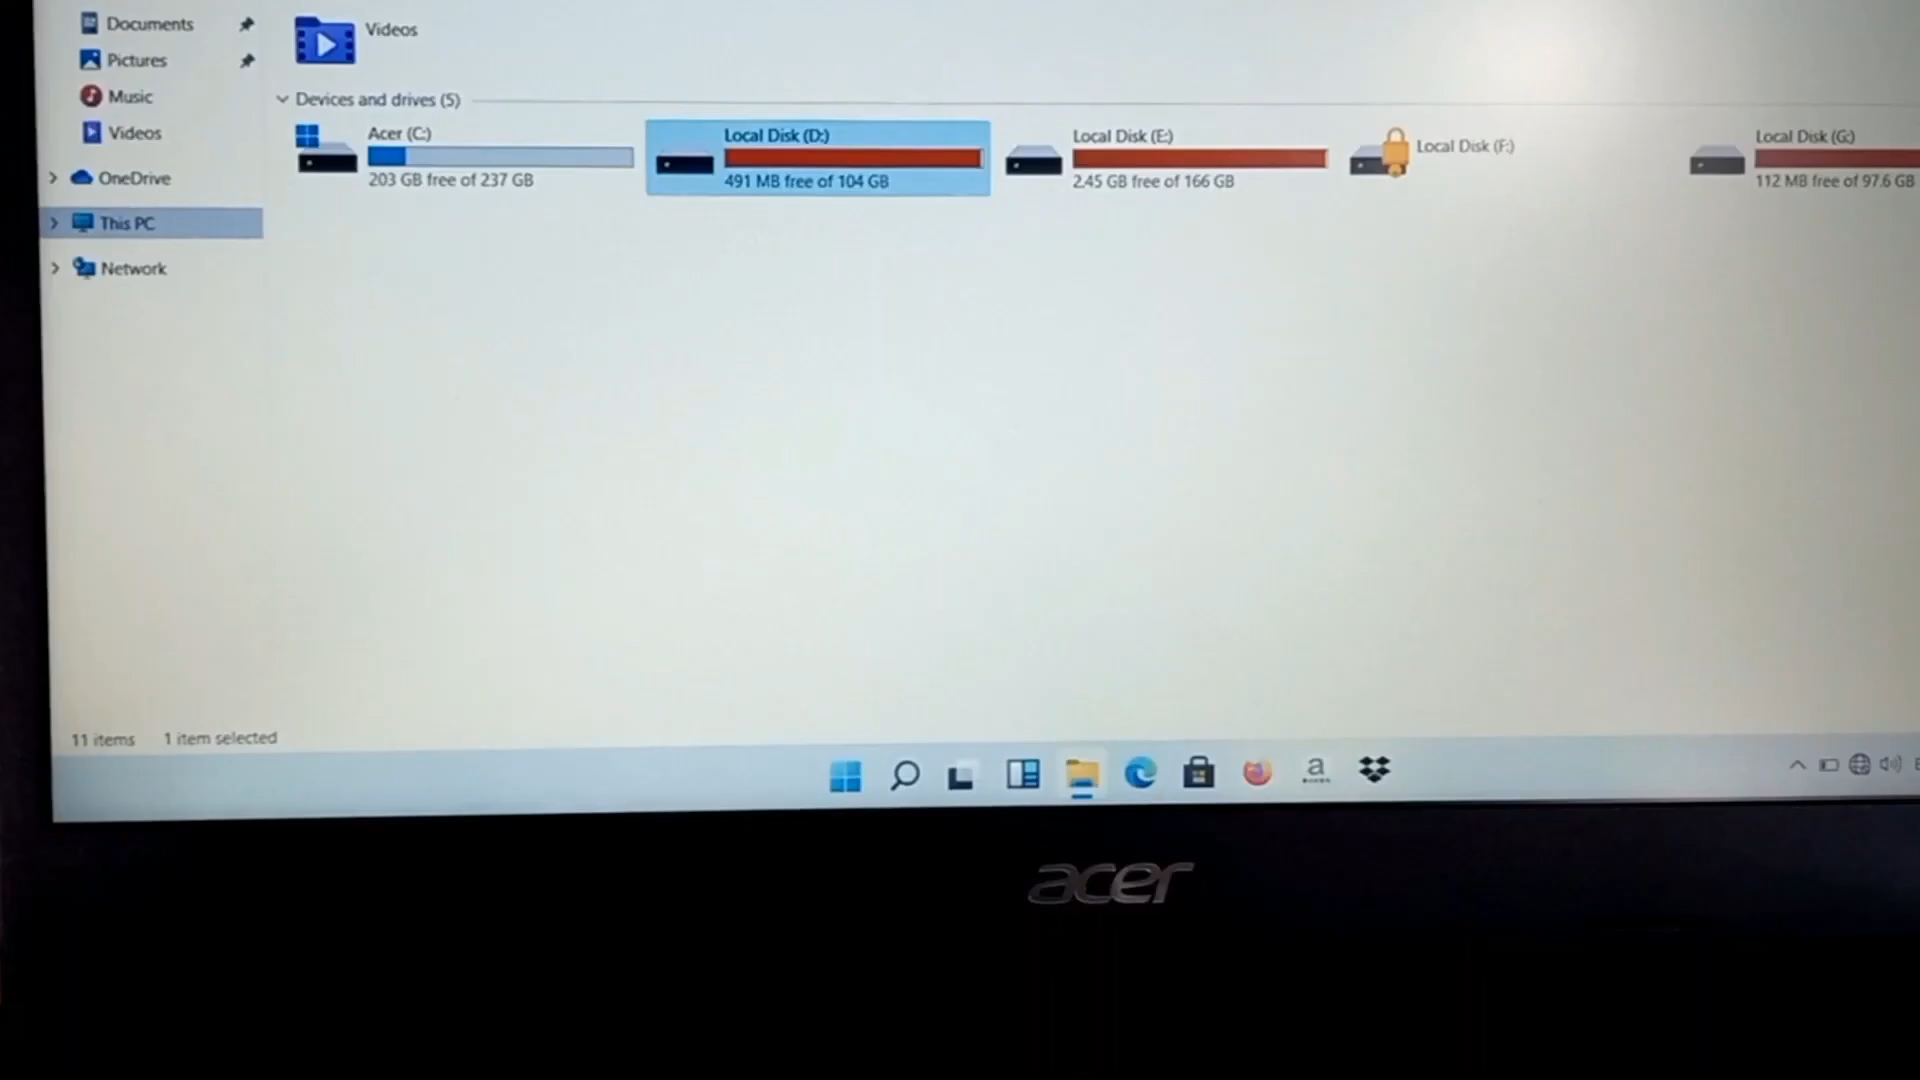 Documents
Pictures
Music
Videos
OneDrive
This PC
Network
Videos
Devices and drives (5)
Acer (C:)
203 GB free of 237 GB
Local Disk (D:)
491 MB free of 104 GB
Local Disk (E:)
2.45 GB free of 166 GB
Local Disk (F:)
Local Disk (G:)
112 MB free of 97.6 GB
11 items 1 item selected
a
acer